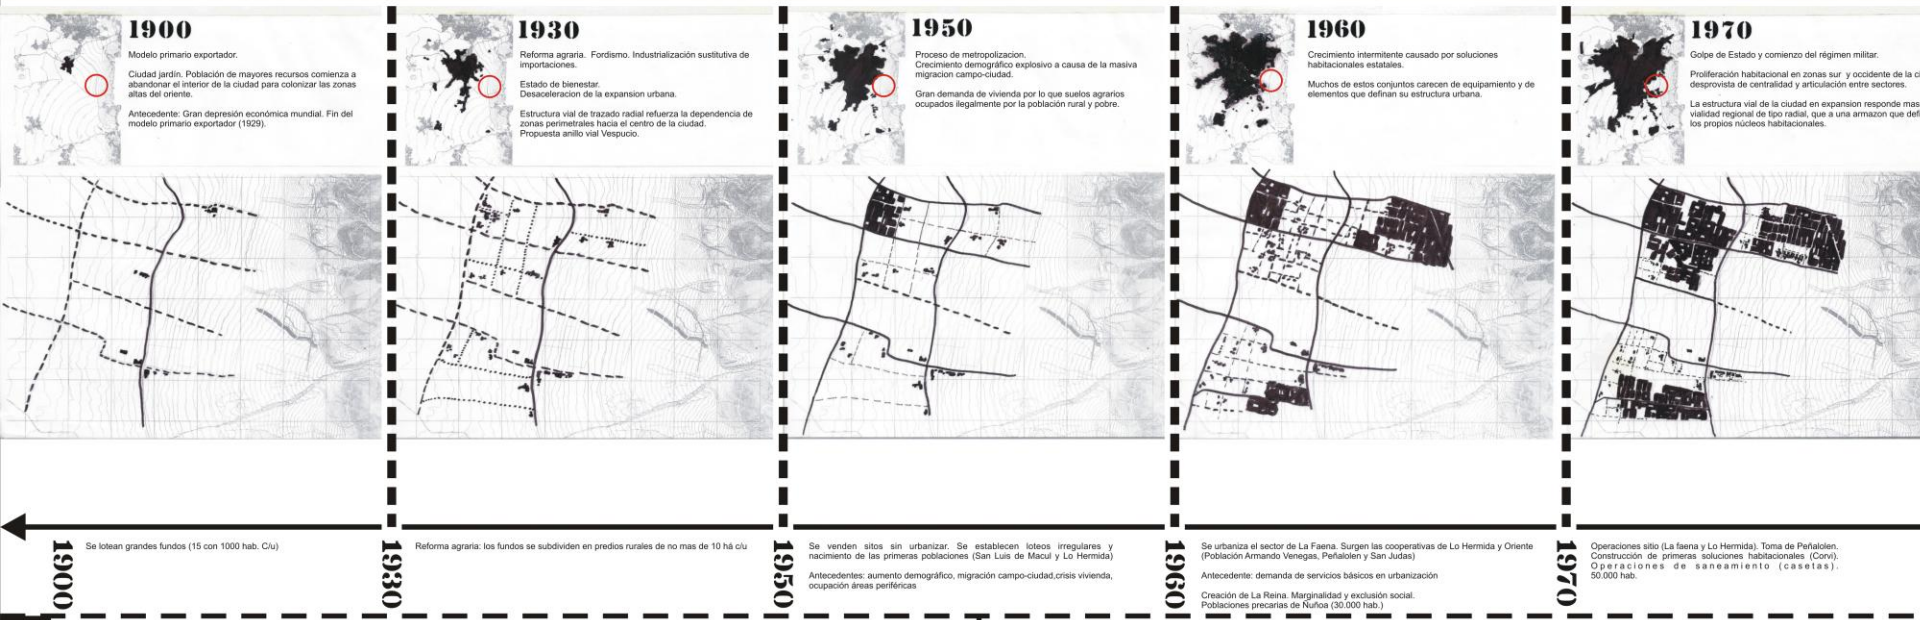 1900
Modelo primario exportador.
Ciudad jardín. Población de mayores recursos comienza a
abandonar el interior de la ciudad para colonizar las zonas
altas del oriente.
Antecedente: Gran depresión económica mundial. Fin del
modelo primario exportador (1929).
1930
Reforma agraria. Fordismo. Industrialización sustitutiva de
importaciones.
Estado de bienestar.
Desaceleracion de la expansion urbana.
Estructura vial de trazado radial refuerza la dependencia de
zonas perimetrales hacia el centro de la ciudad.
Propuesta anillo vial Vespucio.
1950
Proceso de metropolizacion.
Crecimiento demográfico explosivo a causa de la masiva
migracion campo-ciudad.
Gran demanda de vivienda por lo que suelos agrarios
ocupados ilegalmente por la población rural y pobre.
1960
Crecimiento intermitente causado por soluciones
habitacionales estatales.
Muchos de estos conjuntos carecen de equipamiento y de
elementos que definan su estructura urbana.
1970
Golpe de Estado y comienzo del régimen militar.
Proliferación habitacional en zonas sur y occidente de la ci
desprovista de centralidad y articulación entre sectores.
La estructura vial de la ciudad en expansion responde mas
vialidad regional de tipo radial, que a una armazon que defi
los propios núcleos habitacionales.
1900
Se lotean grandes fundos (15 con 1000 hab. C/u)
1930
Reforma agraria: los fundos se subdividen en predios rurales de no mas de 10 há c/u
1950
Se venden sitos sin urbanizar. Se establecen loteos irregulares y
nacimiento de las primeras poblaciones (San Luis de Macul y Lo Hermida)
Antecedentes: aumento demográfico, migración campo-ciudad,crisis vivienda,
ocupación áreas periféricas
1960
Se urbaniza el sector de La Faena. Surgen las cooperativas de Lo Hermida y Oriente
(Población Armando Venegas, Peñalolen y San Judas)
Antecedente: demanda de servicios básicos en urbanización
Creación de La Reina. Marginalidad y exclusión social.
Poblaciones precarias de Ñuñoa (30.000 hab.)
1970
Operaciones sitio (La faena y Lo Hermida). Toma de Peñalolen.
Construcción de primeras soluciones habitacionales (Corvi).
Operaciones de saneamiento (casetas).
50.000 hab.